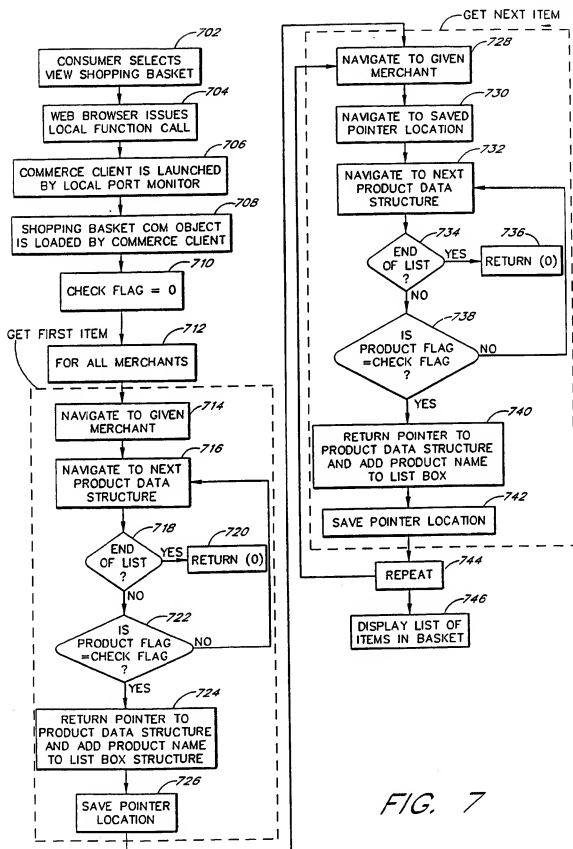 702
CONSUMER SELECTS
VIEW SHOPPING BASKET
704
WEB BROWSER ISSUES
LOCAL FUNCTION CALL
706
COMMERCE CLIENT IS LAUNCHED
BY LOCAL PORT MONITOR
708
SHOPPING BASKET COM OBJECT
IS LOADED BY COMMERCE CLIENT
710
CHECK FLAG = 0
GET FIRST ITEM
712
FOR ALL MERCHANTS
714
NAVIGATE TO GIVEN
MERCHANT
716
NAVIGATE TO NEXT
PRODUCT DATA
STRUCTURE
718
END
OF LIST
?
YES
720
RETURN (0)
NO
722
IS
PRODUCT FLAG
=CHECK FLAG
?
NO
YES
724
RETURN POINTER TO
PRODUCT DATA STRUCTURE
AND ADD PRODUCT NAME
TO LIST BOX STRUCTURE
726
SAVE POINTER
LOCATION
GET NEXT ITEM
728
NAVIGATE TO GIVEN
MERCHANT
730
NAVIGATE TO SAVED
POINTER LOCATION
732
NAVIGATE TO NEXT
PRODUCT DATA
STRUCTURE
734
END
OF LIST
?
YES
736
RETURN (0)
NO
738
IS
PRODUCT FLAG
=CHECK FLAG
?
NO
YES
740
RETURN POINTER TO
PRODUCT DATA STRUCTURE
AND ADD PRODUCT NAME
TO LIST BOX
742
SAVE POINTER LOCATION
744
REPEAT
746
DISPLAY LIST OF
ITEMS IN BASKET
FIG. 7